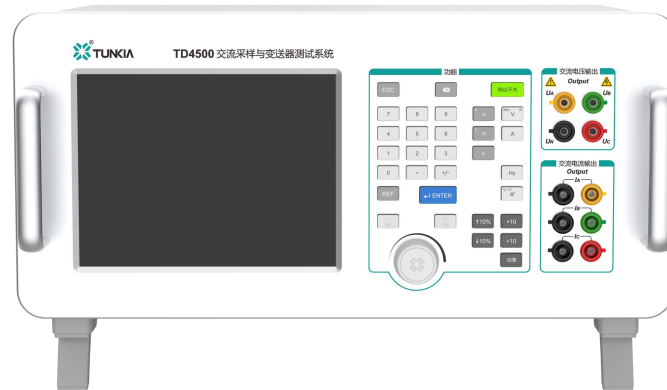 TUNKIA®
TD4500 交流采样与变送器测试系统
功能
ESC
输出开关
7 8 9 μ V
4 5 6 m A
1 2 3 k
0 +/− Hz
REF ENTER
↑10% ×10
↓10% ÷10
归零
交流电压输出
Output
UA UB
UN UC
交流电流输出
Output
IA
IB
IC